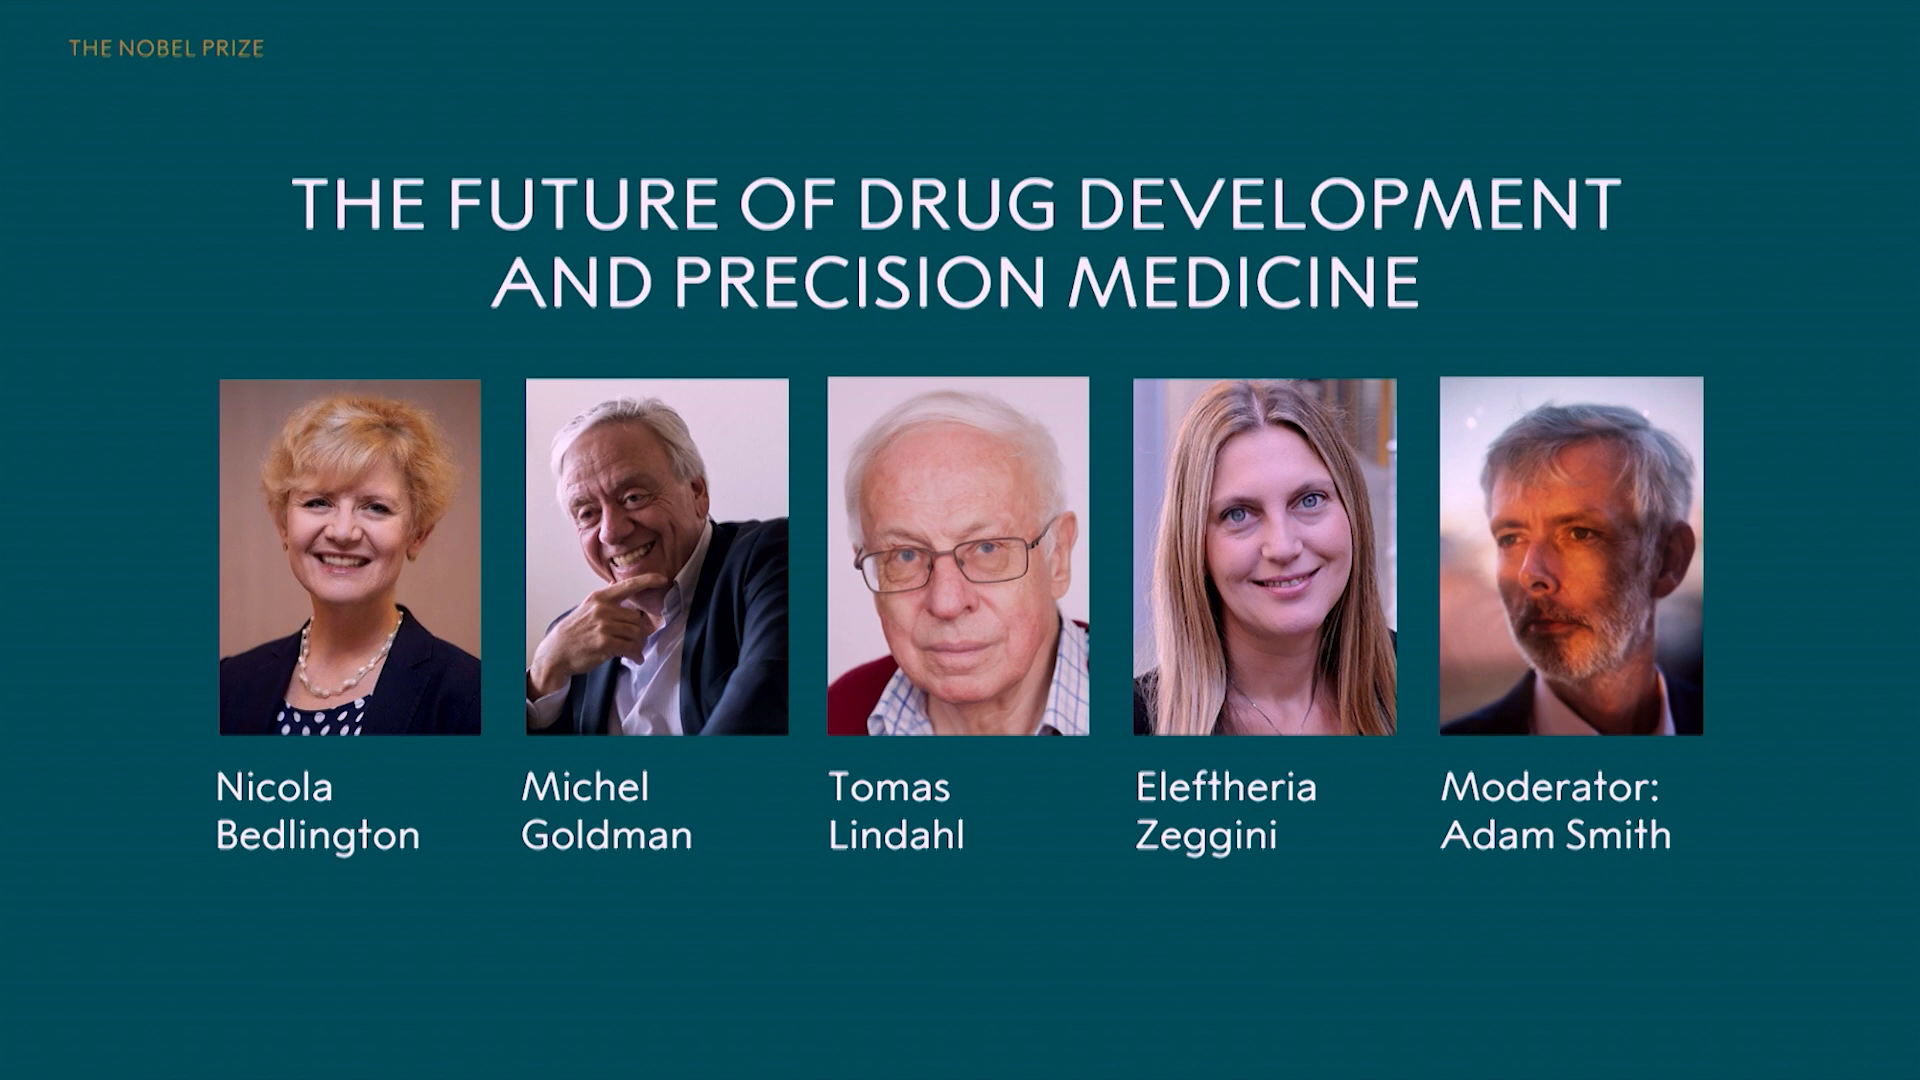 THE NOBEL PRIZE
THE FUTURE OF DRUG DEVELOPMENT
AND PRECISION MEDICINE
Nicola
Bedlington
Michel
Goldman
Tomas
Lindahl
Eleftheria
Zeggini
Moderator:
Adam Smith